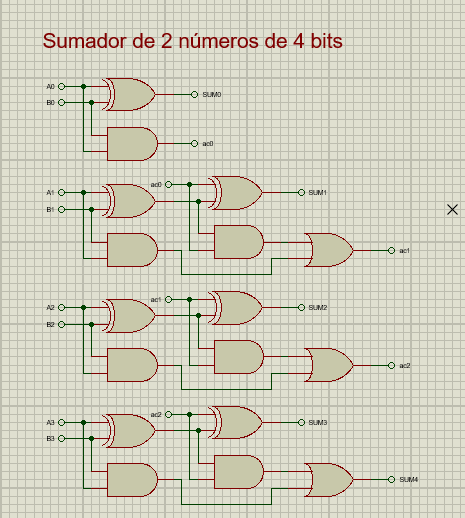 Sumador de 2 números de 4 bits
A0
B0
SUM0
ac0
ac0
A1
B1
SUM1
ac1
ac1
A2
B2
SUM2
ac2
ac2
A3
B3
SUM3
SUM4